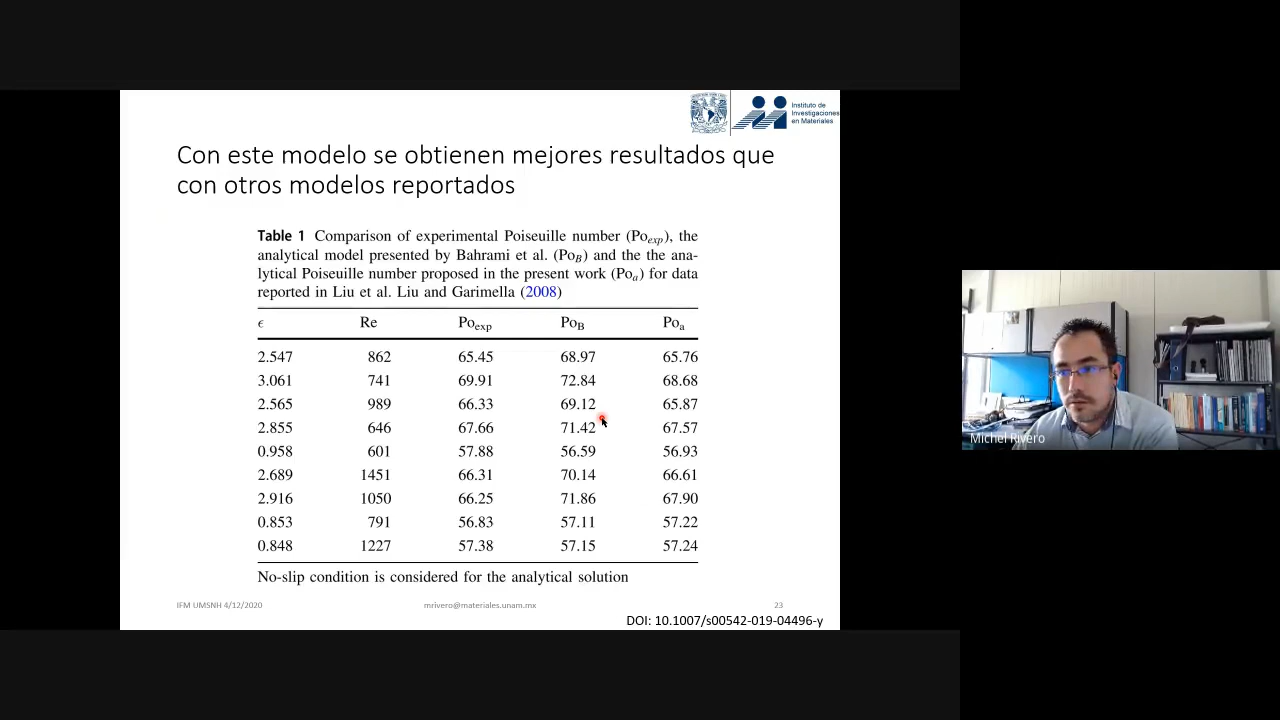 Instituto de
Investigaciones
en Materiales
Con este modelo se obtienen mejores resultados que
con otros modelos reportados
Table 1 Comparison of experimental Poiseuille number (Poexp), the
analytical model presented by Bahrami et al. (PoB) and the the ana-
lytical Poiseuille number proposed in the present work (Poa) for data
reported in Liu et al. Liu and Garimella (2008)
ϵ Re Poexp PoB Poa
2.547 862 65.45 68.97 65.76
3.061 741 69.91 72.84 68.68
2.565 989 66.33 69.12 65.87
2.855 646 67.66 71.42 67.57
0.958 601 57.88 56.59 56.93
2.689 1451 66.31 70.14 66.61
2.916 1050 66.25 71.86 67.90
0.853 791 56.83 57.11 57.22
0.848 1227 57.38 57.15 57.24
No-slip condition is considered for the analytical solution
IFM UMSNH 4/12/2020 mrivero@materiales.unam.mx 23
DOI: 10.1007/s00542-019-04496-y
Michel Rivero